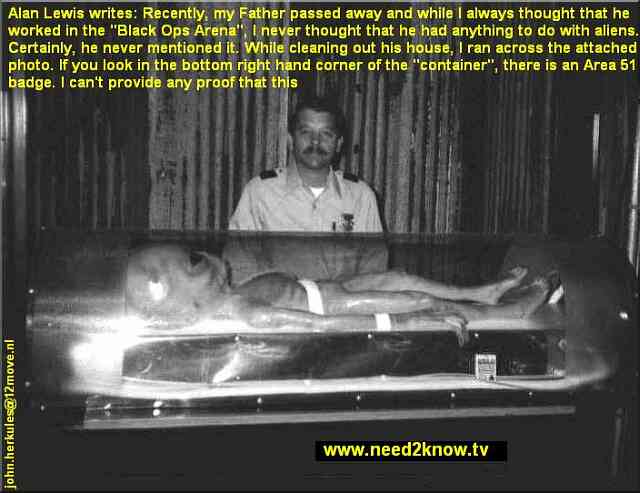 Alan Lewis writes: Recently, my Father passed away and while I always thought that he
worked in the "Black Ops Arena", I never thought that he had anything to do with aliens.
Certainly, he never mentioned it. While cleaning out his house, I ran across the attached
photo. If you look in the bottom right hand corner of the "container", there is an Area 51
badge. I can't provide any proof that this
john.herkules@12move.nl
www.need2know.tv